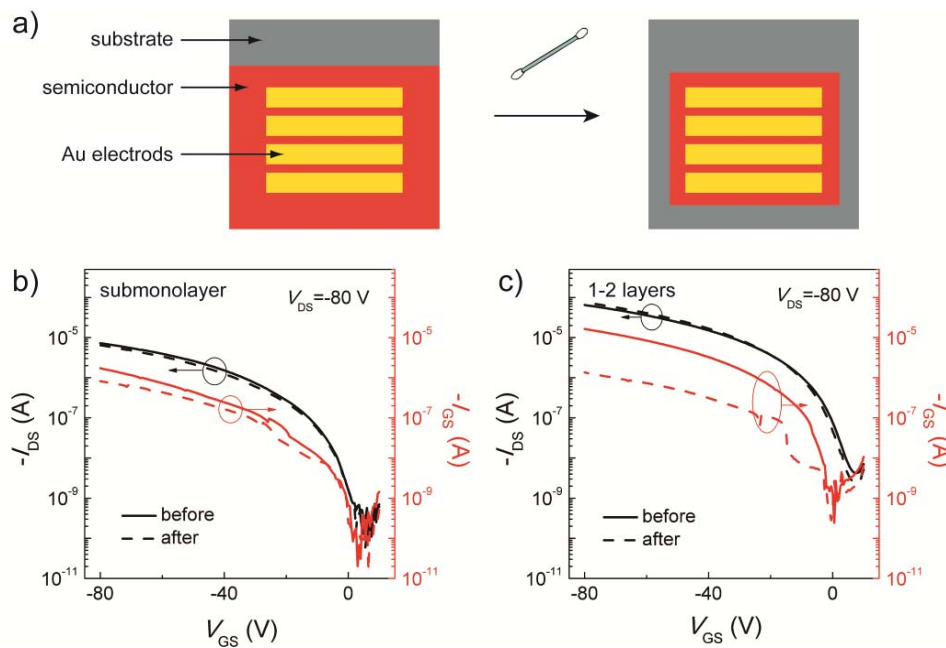 a)
substrate
semiconductor
Au electrods
b)
submonolayer
V_DS=-80 V
10⁻⁵
10⁻⁷
10⁻⁹
10⁻¹¹
-I_DS (A)
10⁻⁵
10⁻⁷
10⁻⁹
10⁻¹¹
-I_GS (A)
before
after
-80
-40
0
V_GS (V)
c)
1-2 layers
V_DS=-80 V
10⁻⁵
10⁻⁷
10⁻⁹
10⁻¹¹
-I_DS (A)
10⁻⁵
10⁻⁷
10⁻⁹
10⁻¹¹
-I_GS (A)
before
after
-80
-40
0
V_GS (V)